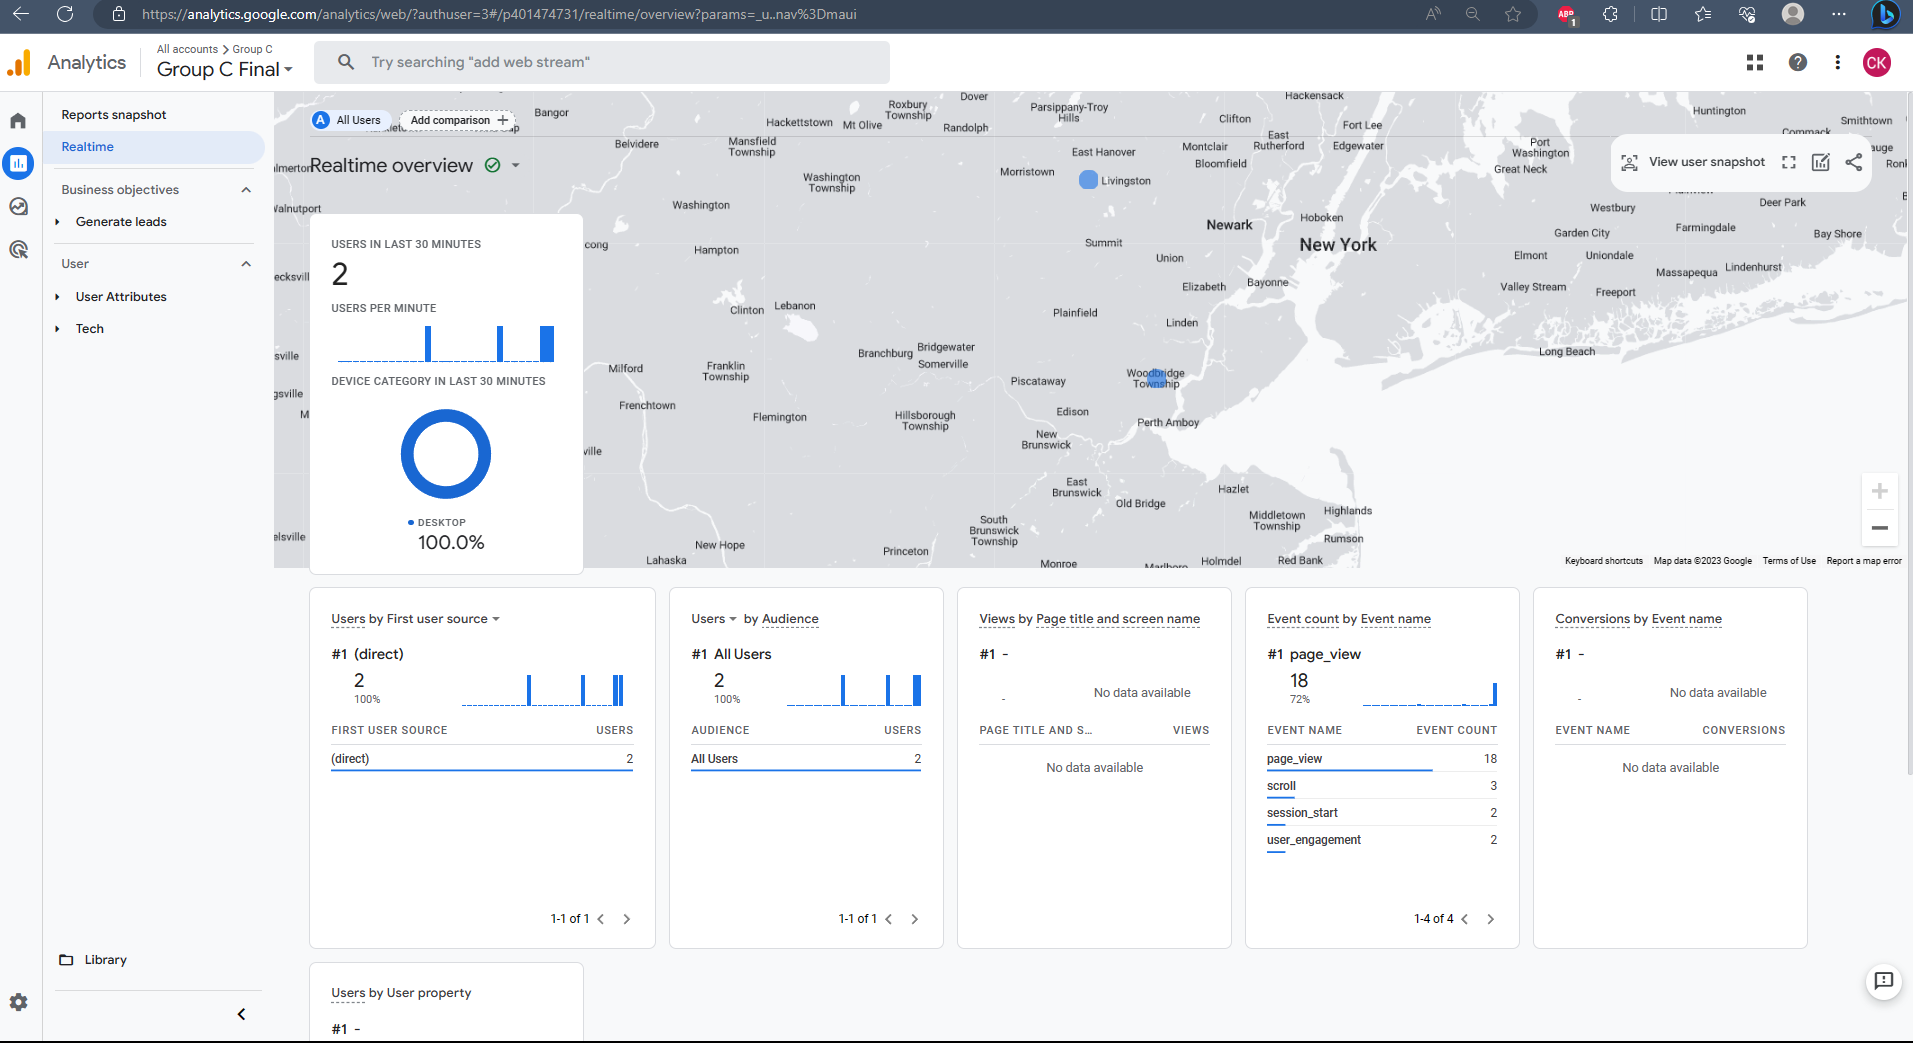 https://analytics.google.com/analytics/web/?authuser=3#/p401474731/realtime/overview?params=_u..nav%3Dmaui
ABP
1
Analytics
All accounts > Group C
Group C Final
Try searching "add web stream"
CK
Reports snapshot
Realtime
Business objectives
Generate leads
User
User Attributes
Tech
Library
A All Users
Add comparison +
Realtime overview
View user snapshot
Bangor
Hackettstown
Mt Olive
Roxbury
Township
Dover
Randolph
Parsippany-Troy
Hills
Hackensack
Clifton
Fort Lee
Huntington
Smithtown
Commack
Belvidere
Mansfield
Township
East Hanover
Montclair
Bloomfield
East
Rutherford
Edgewater
Port
Washington
Great Neck
Washington
Township
Morristown
Livingston
Washington
Newark
Hoboken
New York
Westbury
Deer Park
Garden City
Farmingdale
Bay Shore
Hampton
Summit
Union
Elmont
Uniondale
Massapequa
Lindenhurst
Elizabeth
Bayonne
Valley Stream
Freeport
Clinton
Lebanon
Plainfield
Linden
Long Beach
Branchburg
Bridgewater
Somerville
Milford
Franklin
Township
Piscataway
Woodbridge
Township
Frenchtown
Flemington
Hillsborough
Township
Edison
Perth Amboy
New
Brunswick
East
Brunswick
Old Bridge
Hazlet
Middletown
Township
Highlands
Rumson
South
Brunswick
Township
New Hope
Princeton
Lahaska
Monroe
Marlboro
Holmdel
Red Bank
Keyboard shortcuts
Map data ©2023 Google
Terms of Use
Report a map error
USERS IN LAST 30 MINUTES
2
USERS PER MINUTE
DEVICE CATEGORY IN LAST 30 MINUTES
DESKTOP
100.0%
Users by First user source
#1 (direct)
2
100%
FIRST USER SOURCE USERS
(direct) 2
1-1 of 1
Users by Audience
#1 All Users
2
100%
AUDIENCE USERS
All Users 2
1-1 of 1
Views by Page title and screen name
#1 -
-
No data available
PAGE TITLE AND S... VIEWS
No data available
Event count by Event name
#1 page_view
18
72%
EVENT NAME EVENT COUNT
page_view 18
scroll 3
session_start 2
user_engagement 2
1-4 of 4
Conversions by Event name
#1 -
-
No data available
EVENT NAME CONVERSIONS
No data available
Users by User property
#1 -